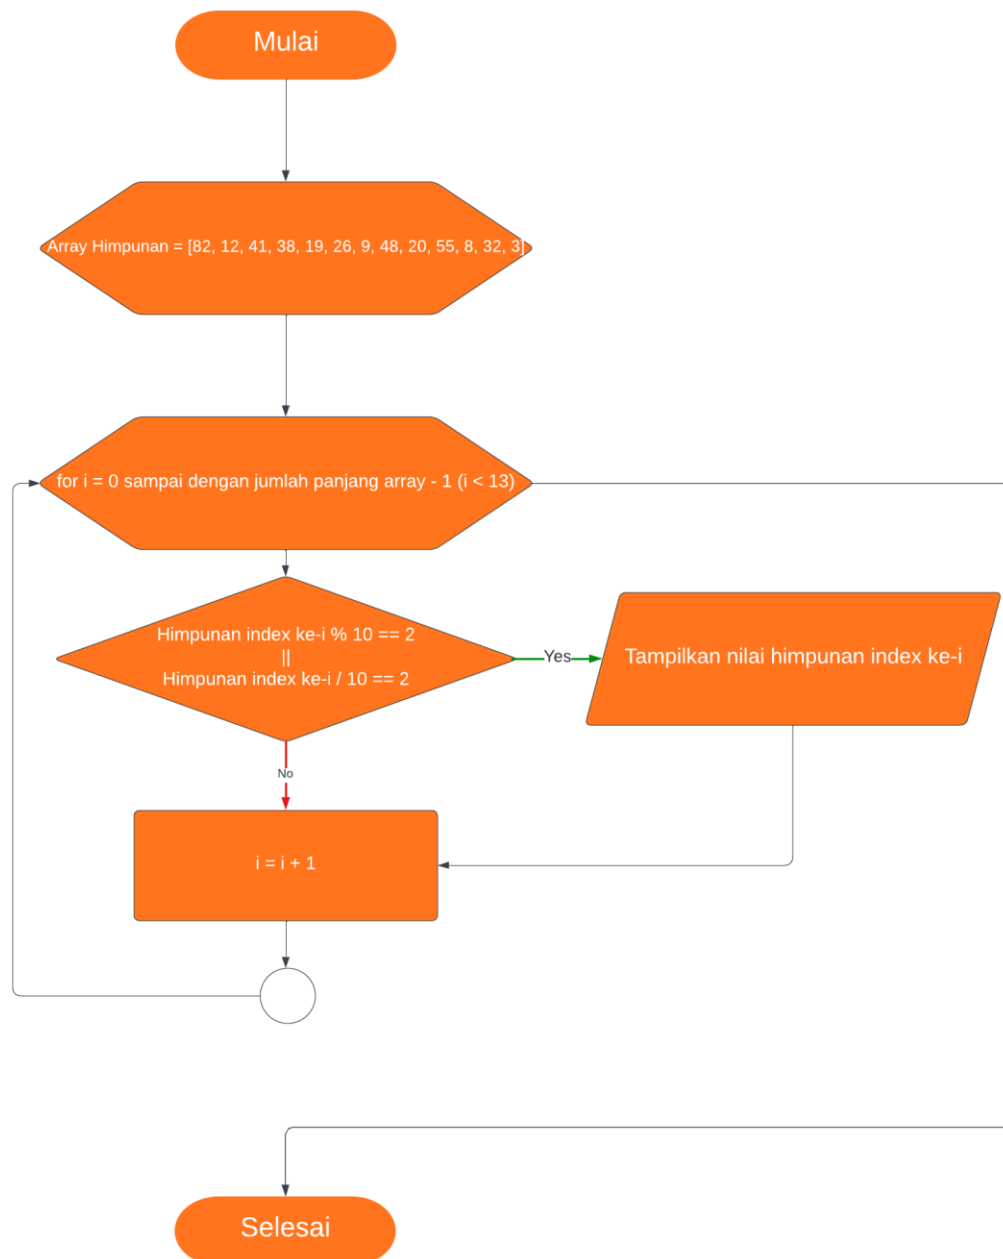 Mulai
Array Himpunan = [82, 12, 41, 38, 19, 26, 9, 48, 20, 55, 8, 32, 3]
for i = 0 sampai dengan jumlah panjang array - 1 (i < 13)
Himpunan index ke-i % 10 == 2
||
Himpunan index ke-i / 10 == 2
Yes
Tampilkan nilai himpunan index ke-i
No
i = i + 1
Selesai